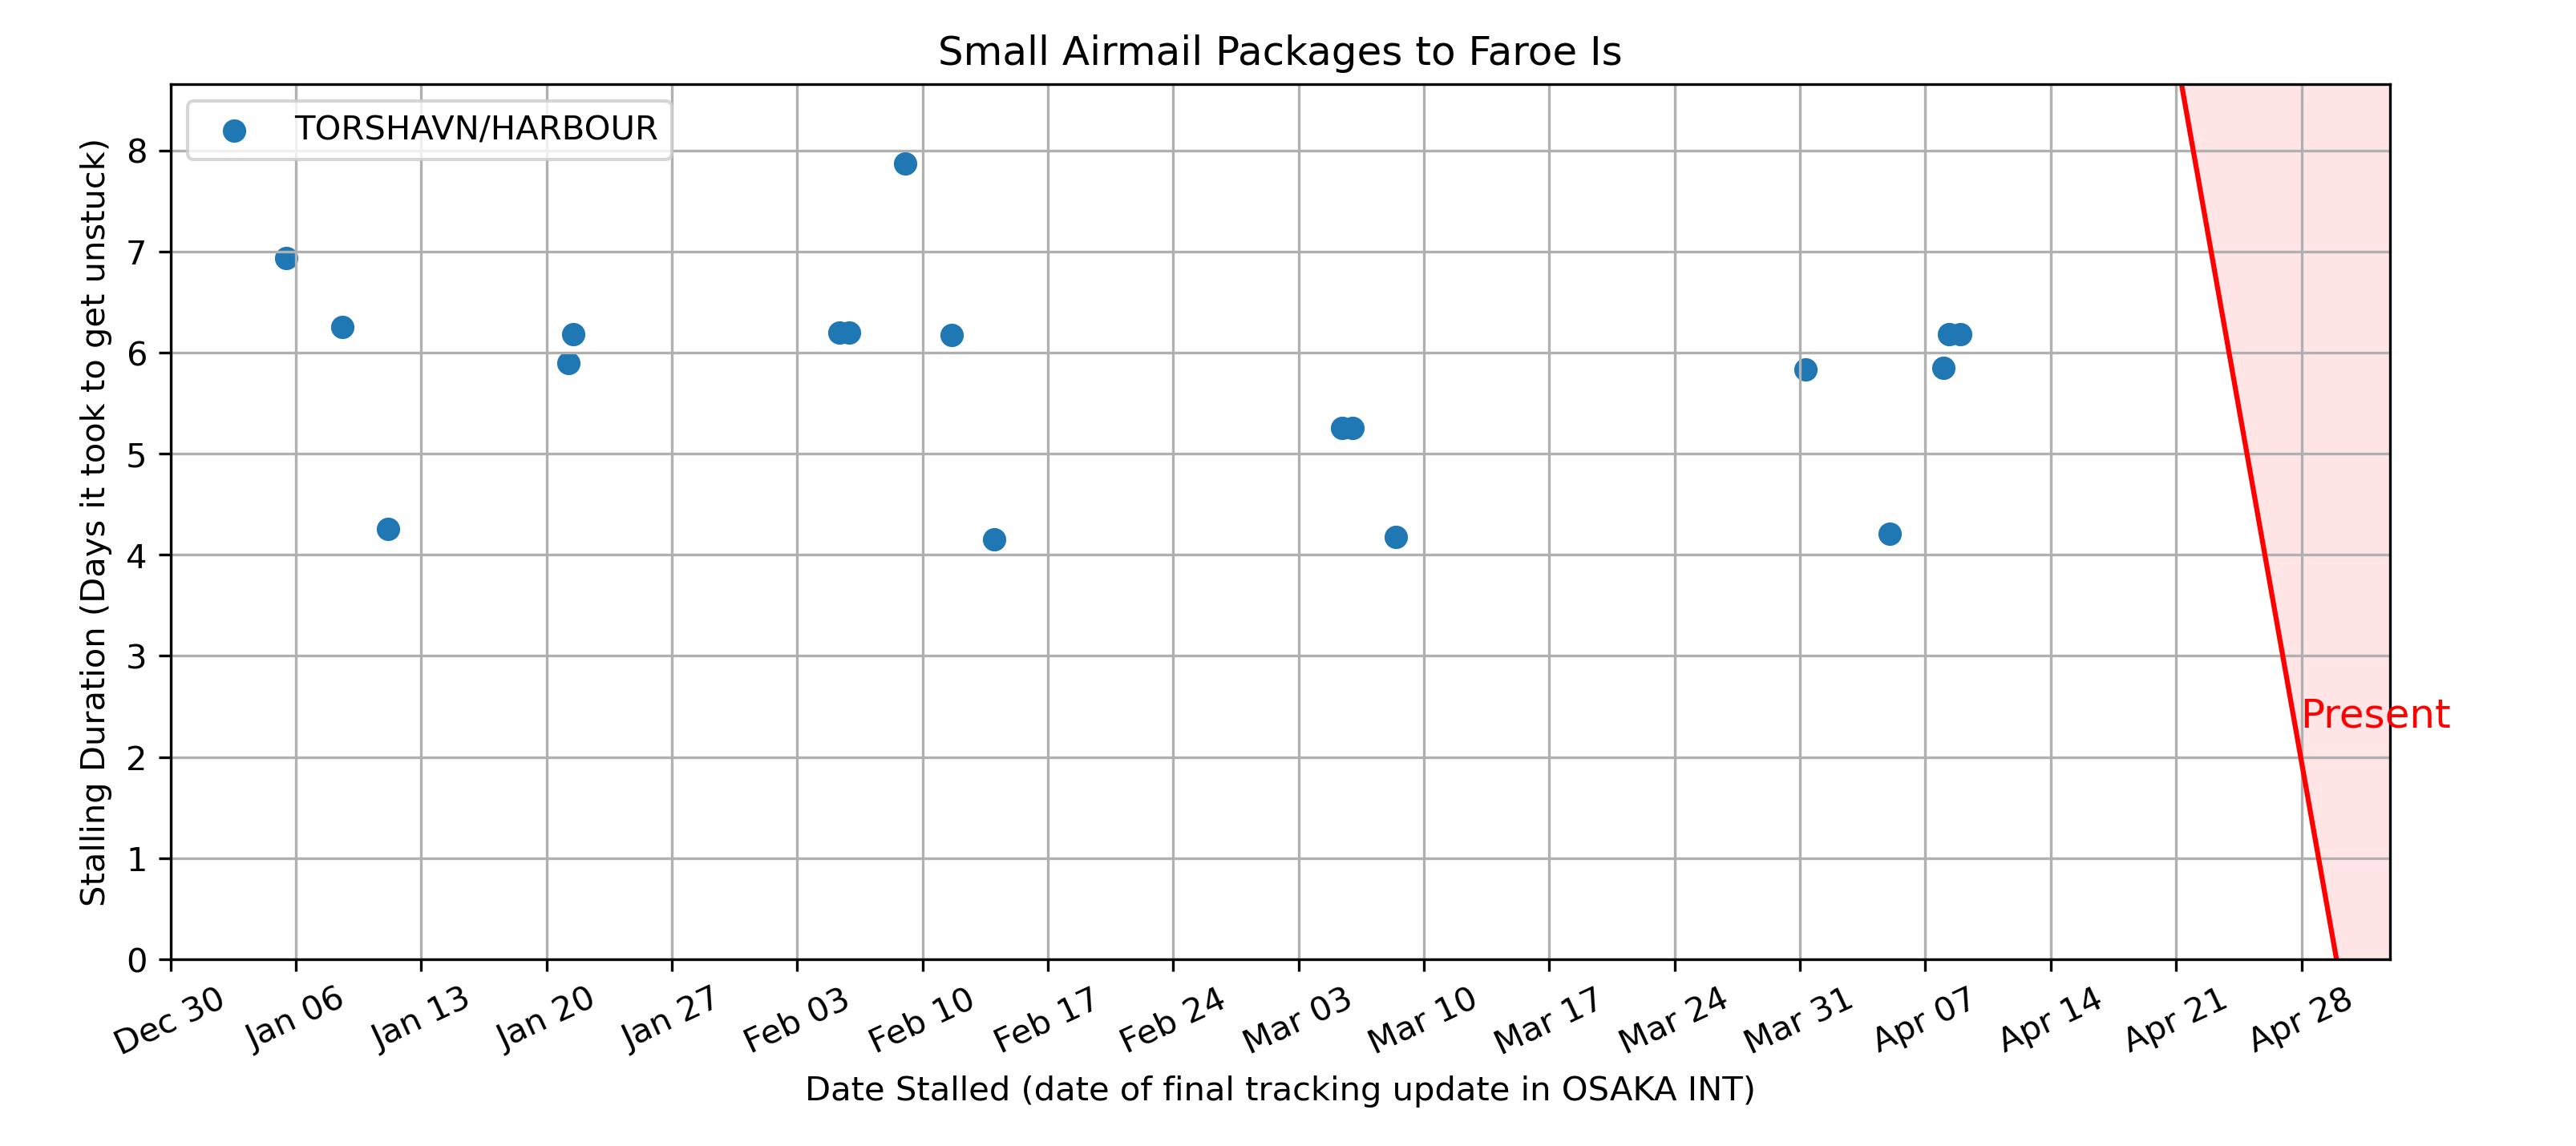 Small Airmail Packages to Faroe Is
TORSHAVN/HARBOUR
Stalling Duration (Days it took to get unstuck)
8
7
6
5
4
3
2
1
0
Present
Dec 30 Jan 06 Jan 13 Jan 20 Jan 27 Feb 03 Feb 10 Feb 17 Feb 24 Mar 03 Mar 10 Mar 17 Mar 24 Mar 31 Apr 07 Apr 14 Apr 21 Apr 28
Date Stalled (date of final tracking update in OSAKA INT)